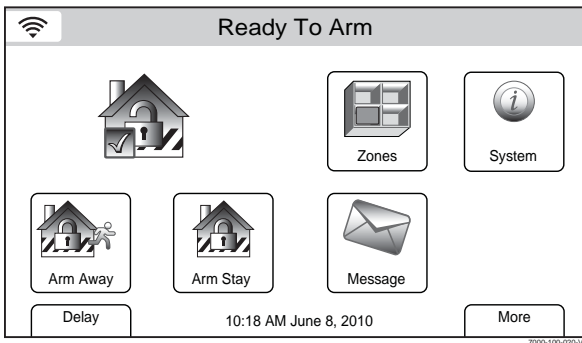 Ready To Arm
Zones
System
Arm Away
Arm Stay
Message
Delay
10:18 AM June 8, 2010
More